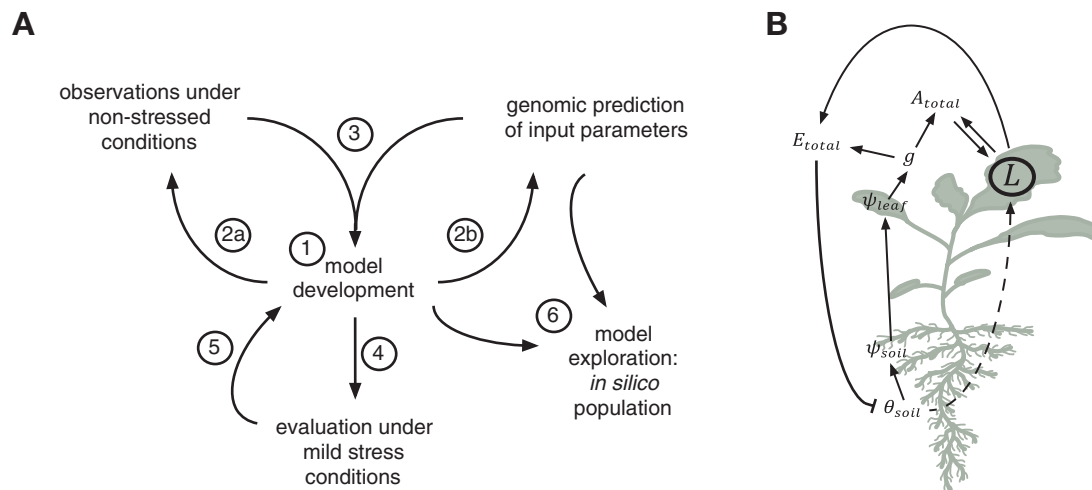 A
observations under
non-stressed
conditions
3
genomic prediction
of input parameters
2a
1
2b
model
development
5
4
6
model
exploration:
in silico
population
evaluation under
mild stress
conditions
B
A_total
E_total
g
L
ψ_leaf
ψ_soil
θ_soil